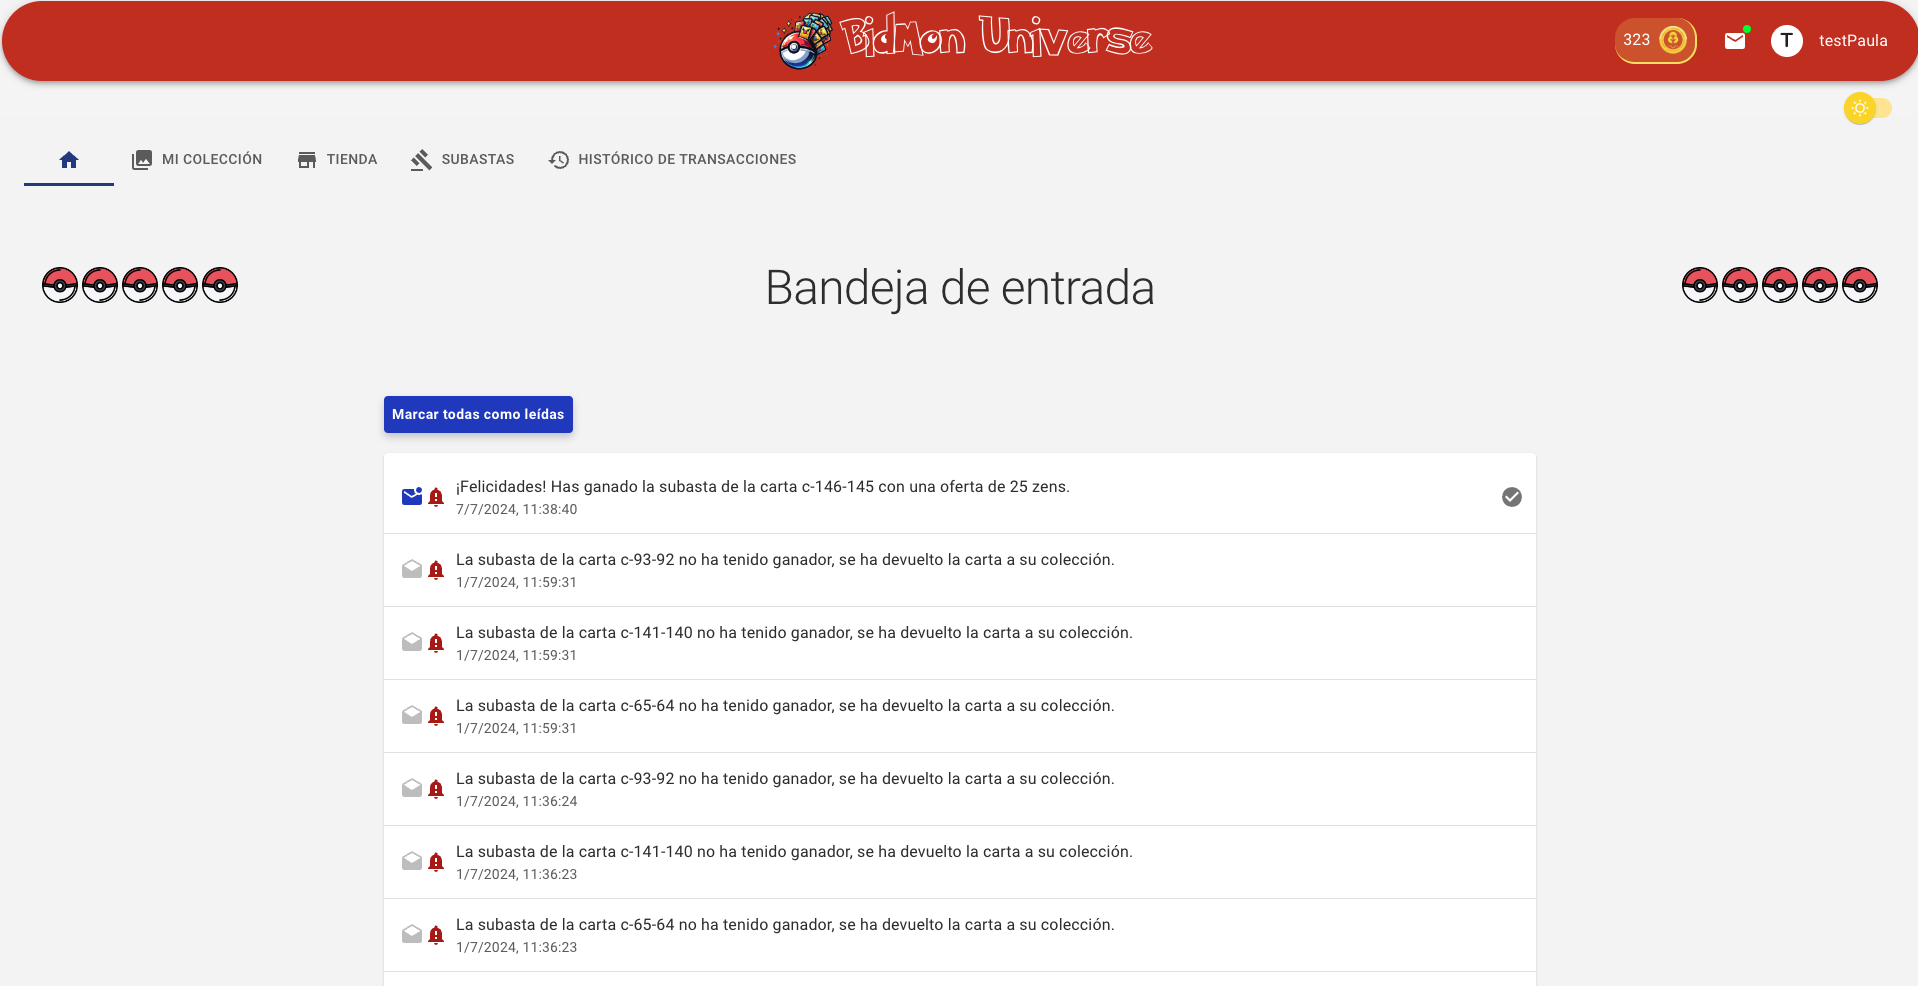 BidMon Universe
323
T
testPaula
MI COLECCIÓN
TIENDA
SUBASTAS
HISTÓRICO DE TRANSACCIONES
Bandeja de entrada
Marcar todas como leídas
¡Felicidades! Has ganado la subasta de la carta c-146-145 con una oferta de 25 zens.
7/7/2024, 11:38:40
La subasta de la carta c-93-92 no ha tenido ganador, se ha devuelto la carta a su colección.
1/7/2024, 11:59:31
La subasta de la carta c-141-140 no ha tenido ganador, se ha devuelto la carta a su colección.
1/7/2024, 11:59:31
La subasta de la carta c-65-64 no ha tenido ganador, se ha devuelto la carta a su colección.
1/7/2024, 11:59:31
La subasta de la carta c-93-92 no ha tenido ganador, se ha devuelto la carta a su colección.
1/7/2024, 11:36:24
La subasta de la carta c-141-140 no ha tenido ganador, se ha devuelto la carta a su colección.
1/7/2024, 11:36:23
La subasta de la carta c-65-64 no ha tenido ganador, se ha devuelto la carta a su colección.
1/7/2024, 11:36:23